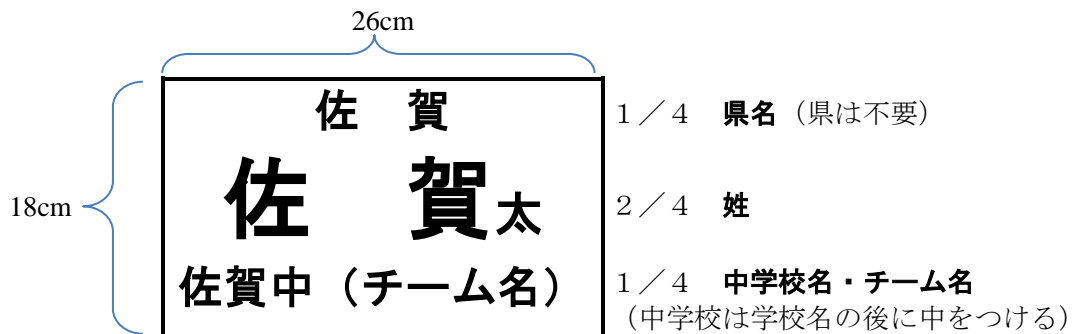 26cm
佐　賀
１／４　県名（県は不要）
18cm
佐　賀太
２／４　姓
佐賀中（チーム名）
１／４　中学校名・チーム名
（中学校は学校名の後に中をつける）